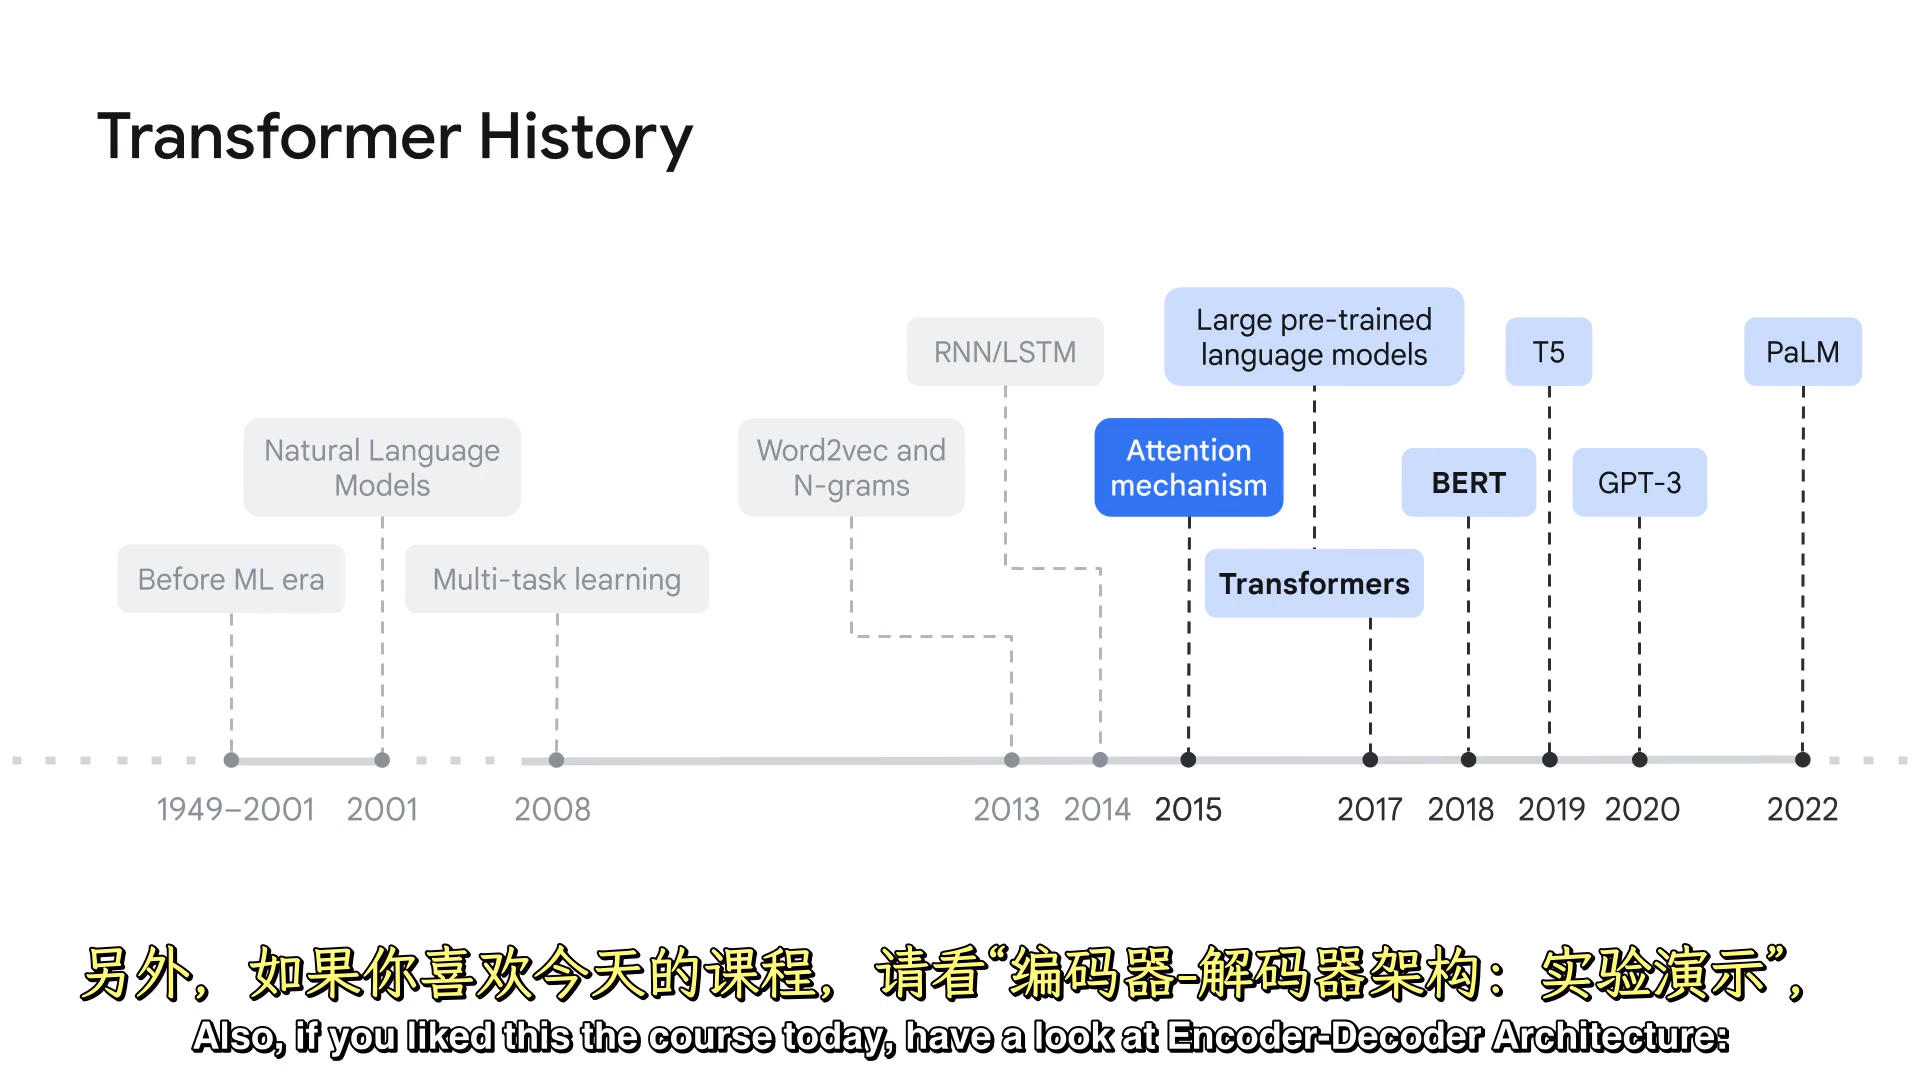 Transformer History
Large pre-trained
language models
RNN/LSTM
T5
PaLM
Natural Language
Models
Word2vec and
N-grams
Attention
mechanism
BERT
GPT-3
Before ML era
Multi-task learning
Transformers
1949–2001
2001
2008
2013
2014
2015
2017
2018
2019
2020
2022
另外，如果你喜欢今天的课程，请看“编码器-解码器架构：实验演示”，
Also, if you liked this the course today, have a look at Encoder-Decoder Architecture: